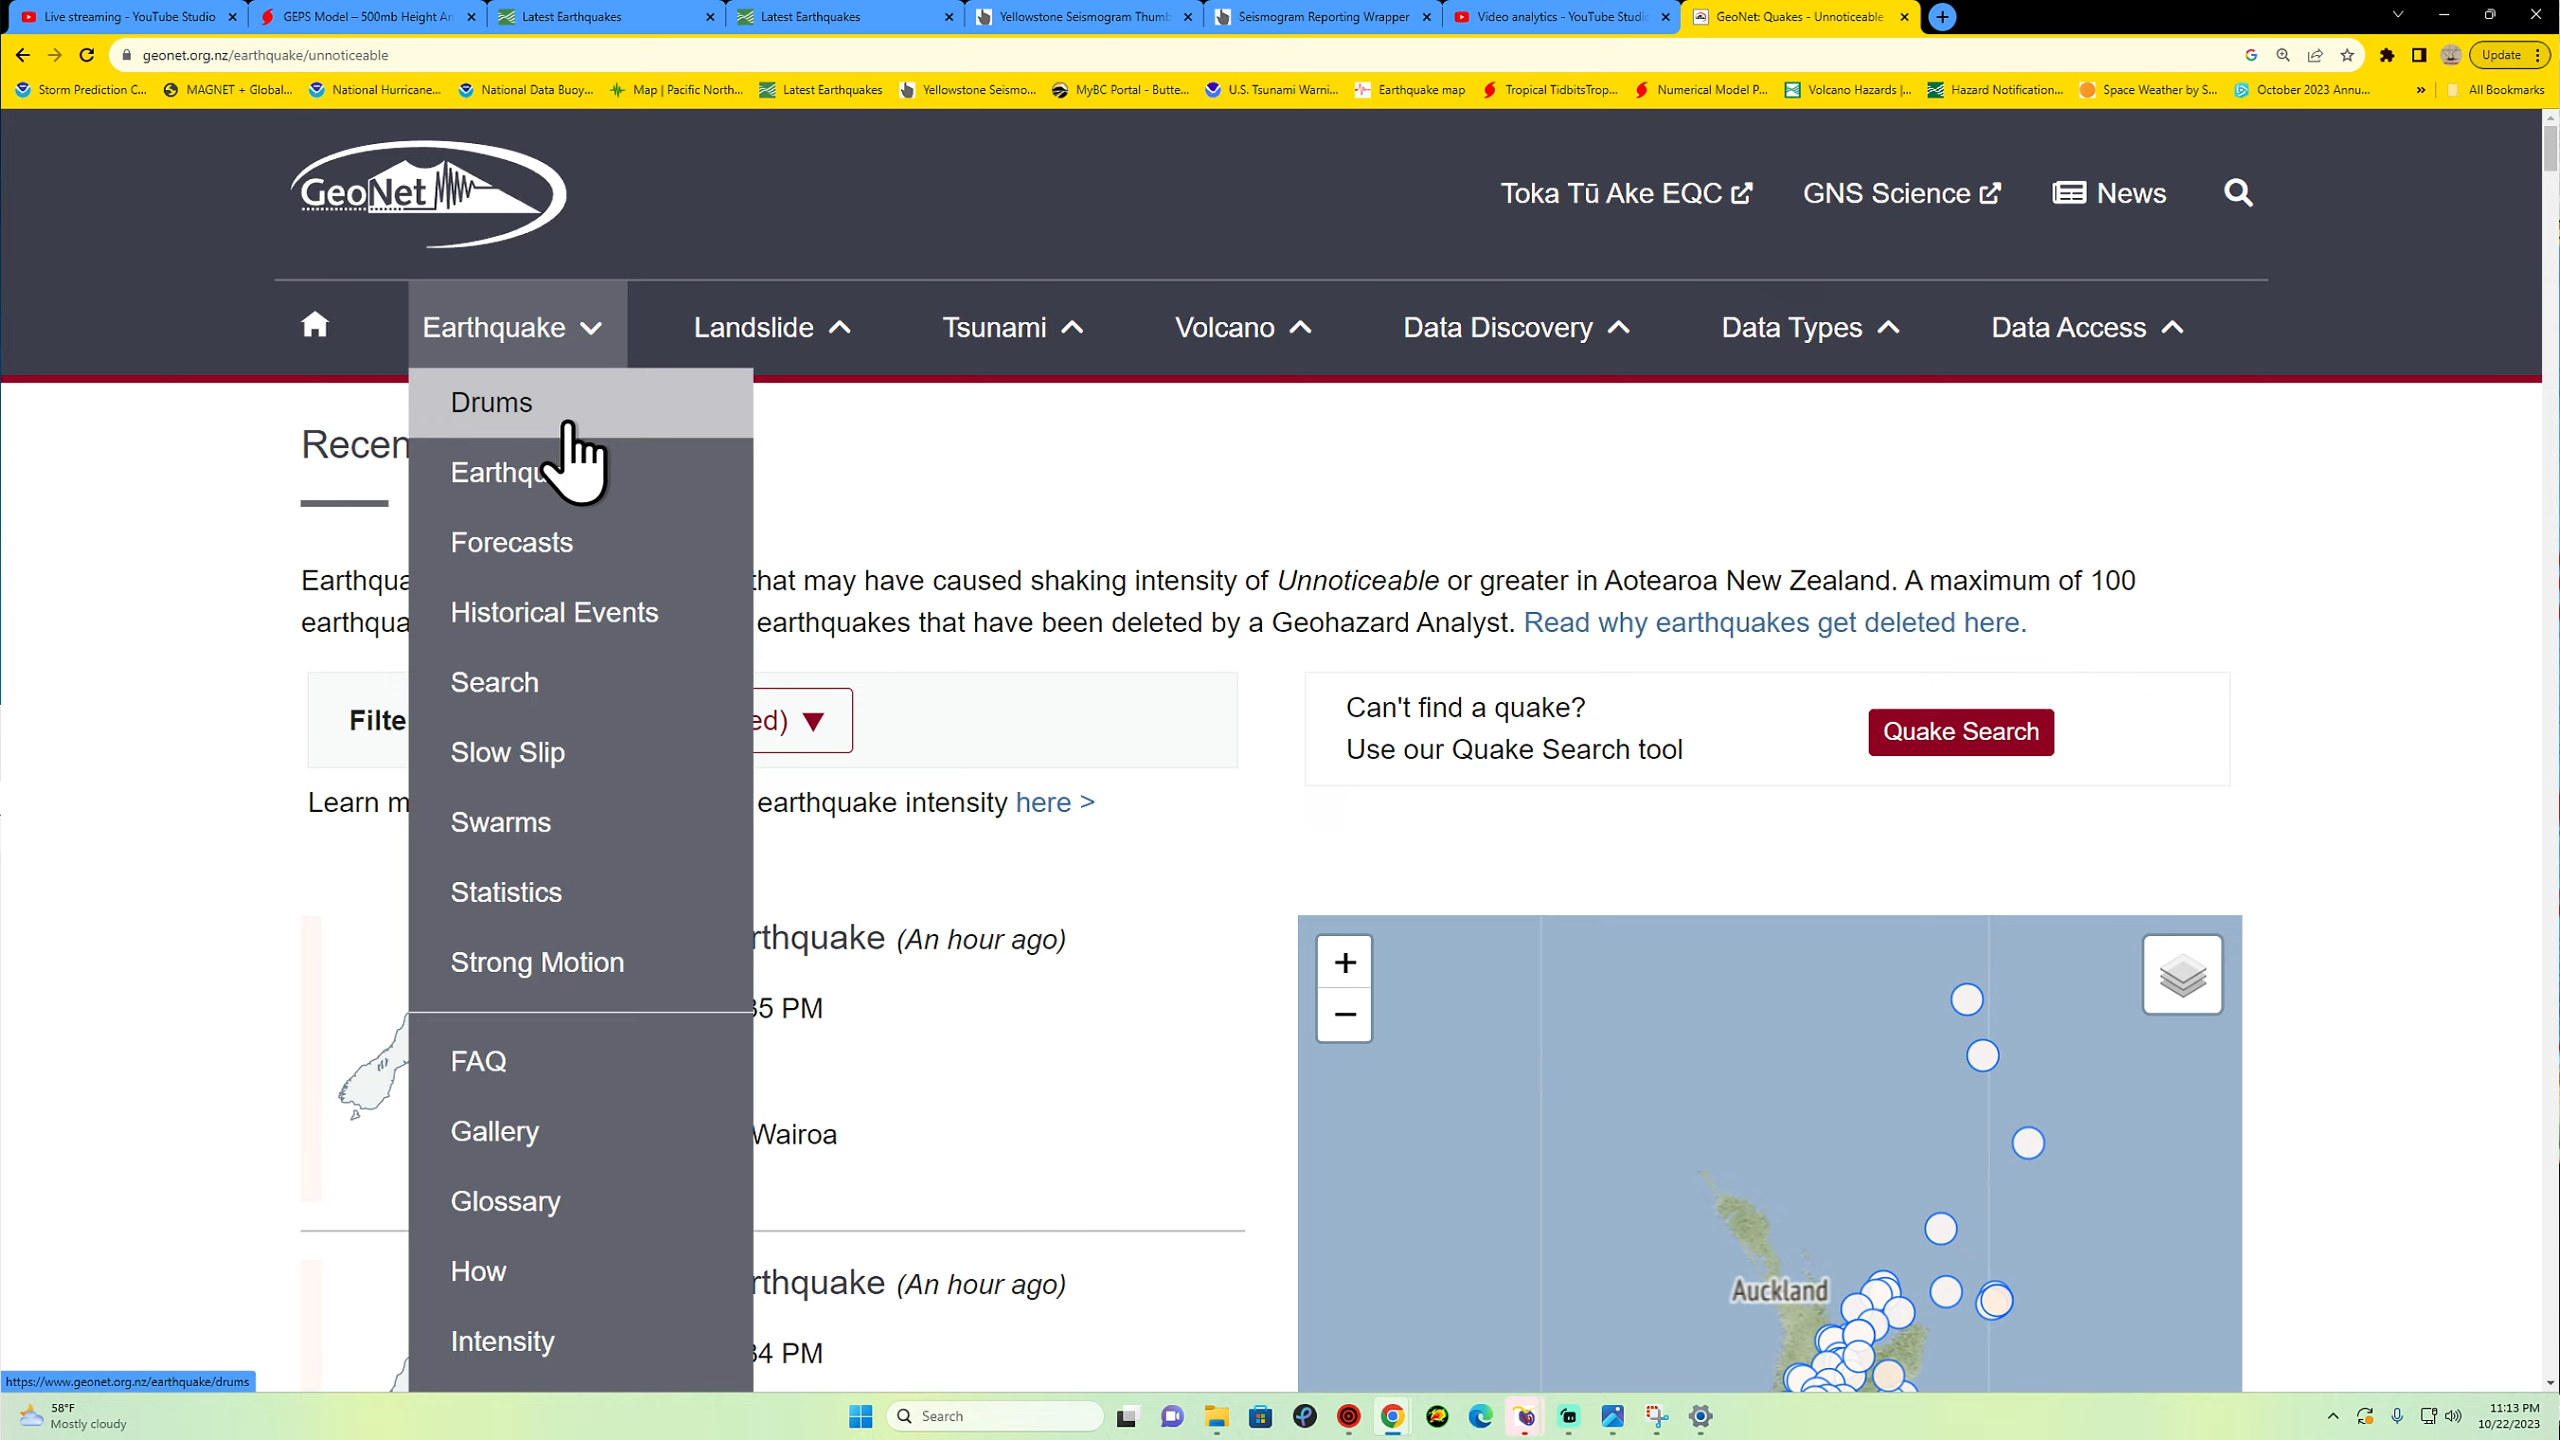 Live streaming - YouTube Studio
GEPS Model – 500mb Height An
Latest Earthquakes
Latest Earthquakes
Yellowstone Seismogram Thumb
Seismogram Reporting Wrapper
Video analytics - YouTube Studio
GeoNet: Quakes - Unnoticeable
geonet.org.nz/earthquake/unnoticeable
Update
Storm Prediction C...
MAGNET + Global...
National Hurricane...
National Data Buoy...
Map | Pacific North...
Latest Earthquakes
Yellowstone Seismo...
MyBC Portal - Butte...
U.S. Tsunami Warni...
Earthquake map
Tropical TidbitsTrop...
Numerical Model P...
Volcano Hazards |...
Hazard Notification...
Space Weather by S...
October 2023 Annu...
»
All Bookmarks
GeoNet
Toka Tū Ake EQC
GNS Science
News
Earthquake
Landslide
Tsunami
Volcano
Data Discovery
Data Types
Data Access
Drums
Recen
Earthqu
Forecasts
Earthqua that may have caused shaking intensity of Unnoticeable or greater in Aotearoa New Zealand. A maximum of 100
Historical Events
earthqua earthquakes that have been deleted by a Geohazard Analyst. Read why earthquakes get deleted here.
Search
Filte ed) ▼
Can't find a quake?
Use our Quake Search tool
Quake Search
Slow Slip
Learn m earthquake intensity here >
Swarms
Statistics
rthquake (An hour ago)
Strong Motion
35 PM
FAQ
Gallery
Wairoa
Glossary
How
rthquake (An hour ago)
Intensity
34 PM
+
−
Auckland
https://www.geonet.org.nz/earthquake/drums
58°F
Mostly cloudy
Search
11:13 PM
10/22/2023